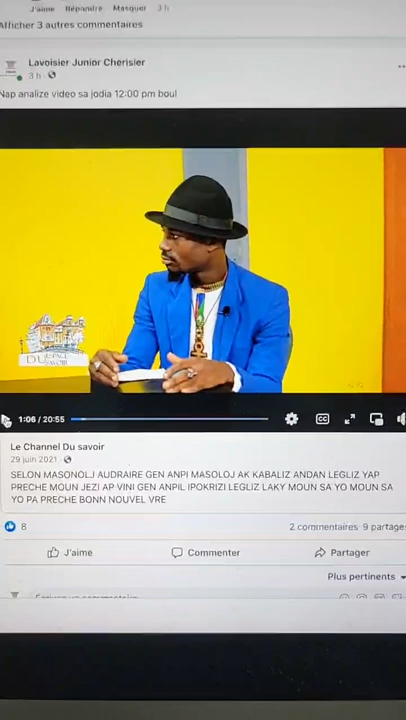 J'aime Répondre Masquer 3 h
Afficher 3 autres commentaires
Lavoisier Junior Cherisier
3 h
Nap analize video sa jodia 12:00 pm boul
DU
SAVOIR
1:06 / 20:55
Le Channel Du savoir
29 juin 2021
SELON MASONOLJ AUDRAIRE GEN ANPI MASOLOJ AK KABALIZ ANDAN LEGLIZ YAP
PRECHE MOUN JEZI AP VINI GEN ANPIL IPOKRIZI LEGLIZ LAKY MOUN SA YO MOUN SA
YO PA PRECHE BONN NOUVEL VRE
8
2 commentaires 9 partages
J'aime
Commenter
Partager
Plus pertinents